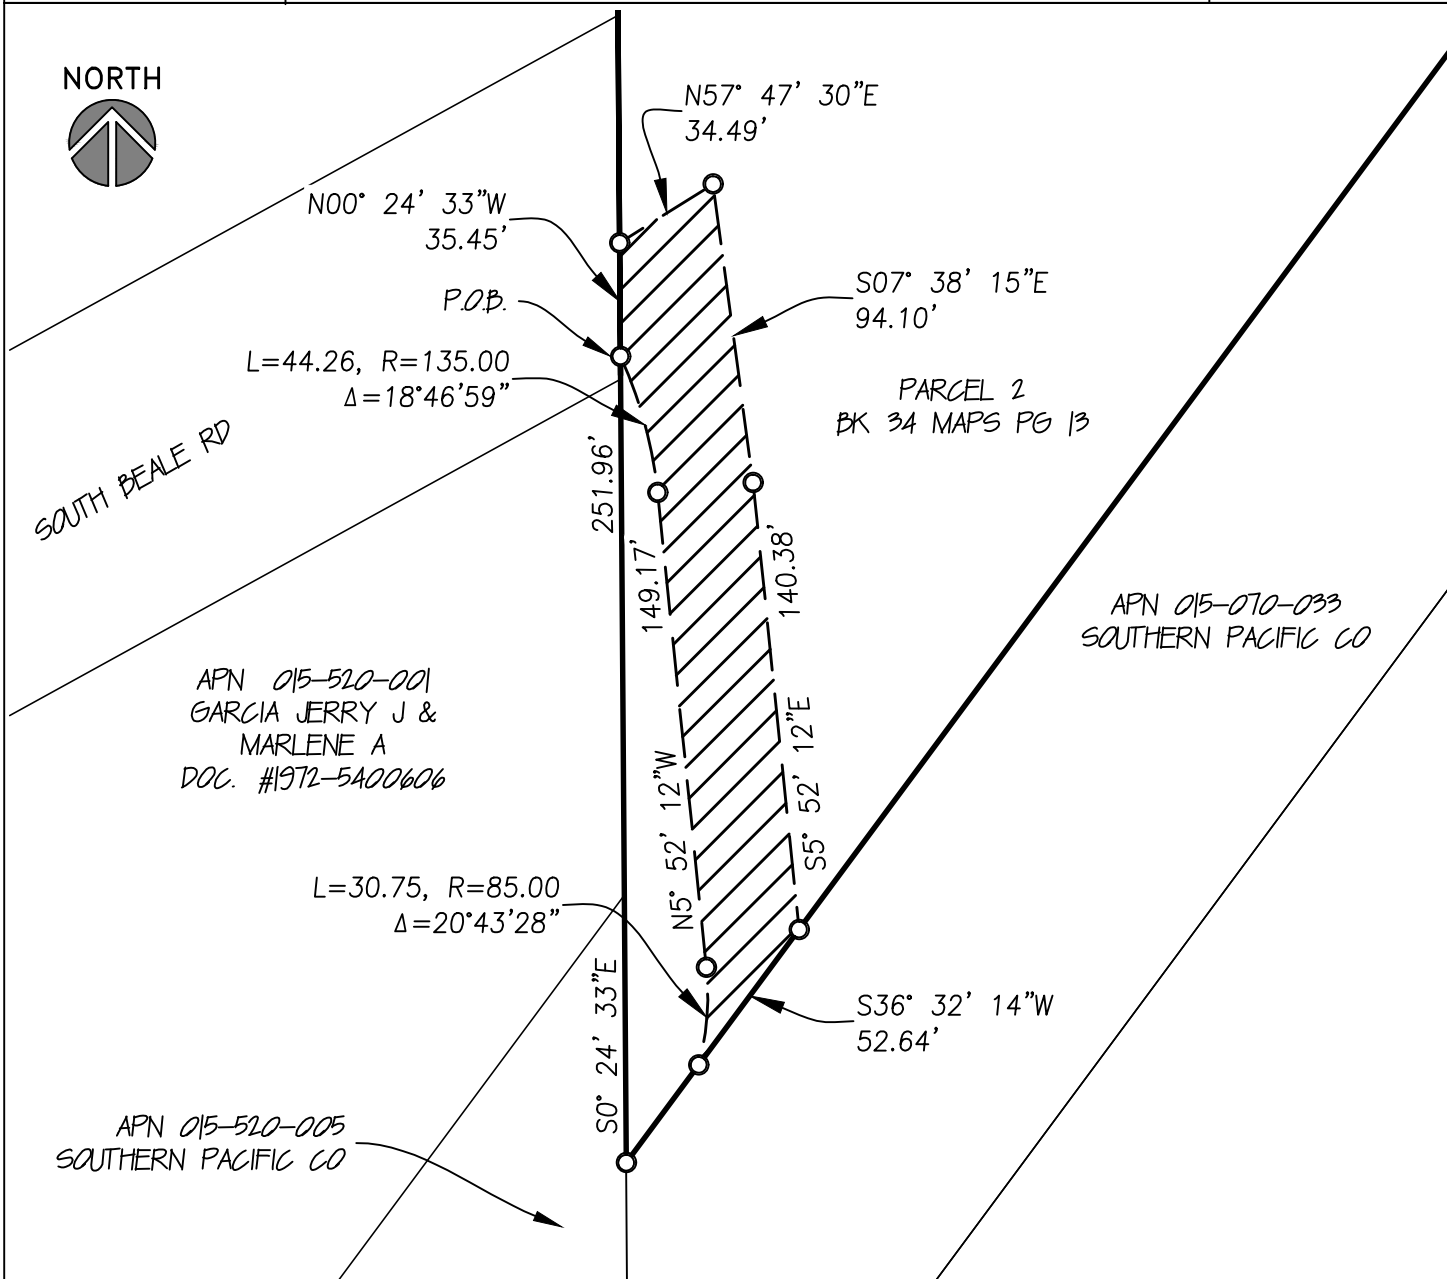 NORTH
N57° 47' 30"E
34.49'
N00° 24' 33"W
35.45'
P.O.B.
S07° 38' 15"E
94.10'
L=44.26, R=135.00
Δ=18°46'59"
PARCEL 2
BK 34 MAPS PG 13
SOUTH BEALE RD
251.96'
149.17'
140.38'
APN 015-070-033
SOUTHERN PACIFIC CO
APN 015-520-001
GARCIA JERRY J &
MARLENE A
DOC. #1972-5400606
N5° 52' 12"W
S5° 52' 12"E
L=30.75, R=85.00
Δ=20°43'28"
S0° 24' 33"E
S36° 32' 14"W
52.64'
APN 015-520-005
SOUTHERN PACIFIC CO